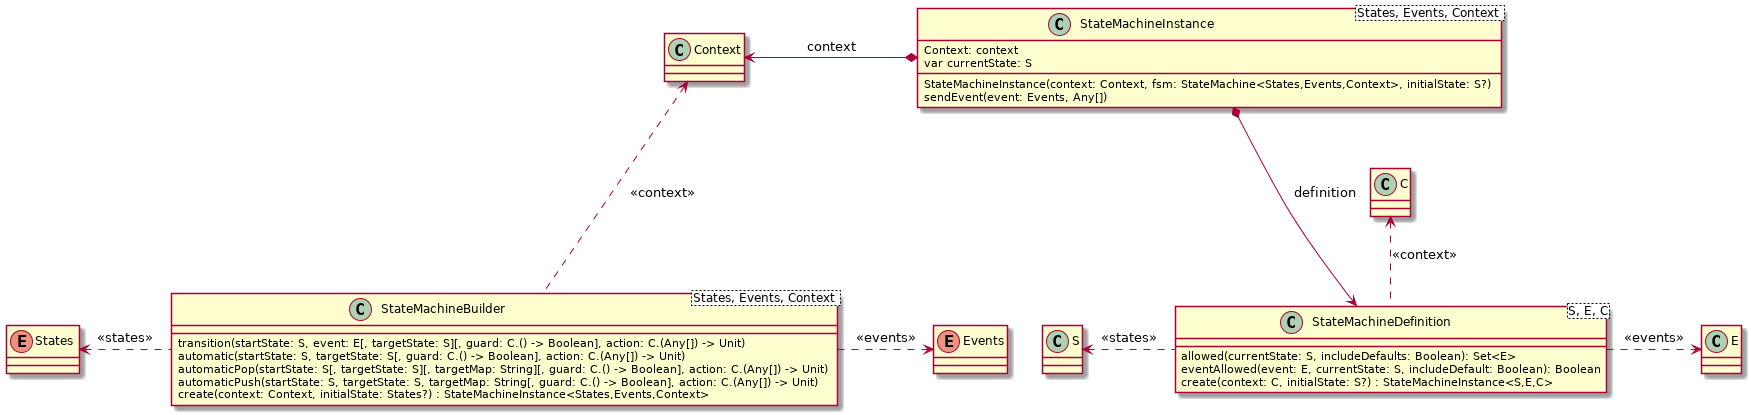 States, Events, Context
C StateMachineInstance
Context: context
var currentState: S
StateMachineInstance(context: Context, fsm: StateMachine<States,Events,Context>, initialState: S?)
sendEvent(event: Events, Any[])
C Context
context
definition
C C
«context»
«context»
States, Events, Context
C StateMachineBuilder
transition(startState: S, event: E[, targetState: S][, guard: C.() -> Boolean], action: C.(Any[]) -> Unit)
automatic(startState: S, targetState: S[, guard: C.() -> Boolean], action: C.(Any[]) -> Unit)
automaticPop(startState: S[, targetState: S][, targetMap: String][, guard: C.() -> Boolean], action: C.(Any[]) -> Unit)
automaticPush(startState: S, targetState: S, targetMap: String[, guard: C.() -> Boolean], action: C.(Any[]) -> Unit)
create(context: Context, initialState: States?) : StateMachineInstance<States,Events,Context>
E States
«states»
«events»
E Events
C S
«states»
S, E, C
C StateMachineDefinition
allowed(currentState: S, includeDefaults: Boolean): Set<E>
eventAllowed(event: E, currentState: S, includeDefault: Boolean): Boolean
create(context: C, initialState: S?) : StateMachineInstance<S,E,C>
«events»
C E